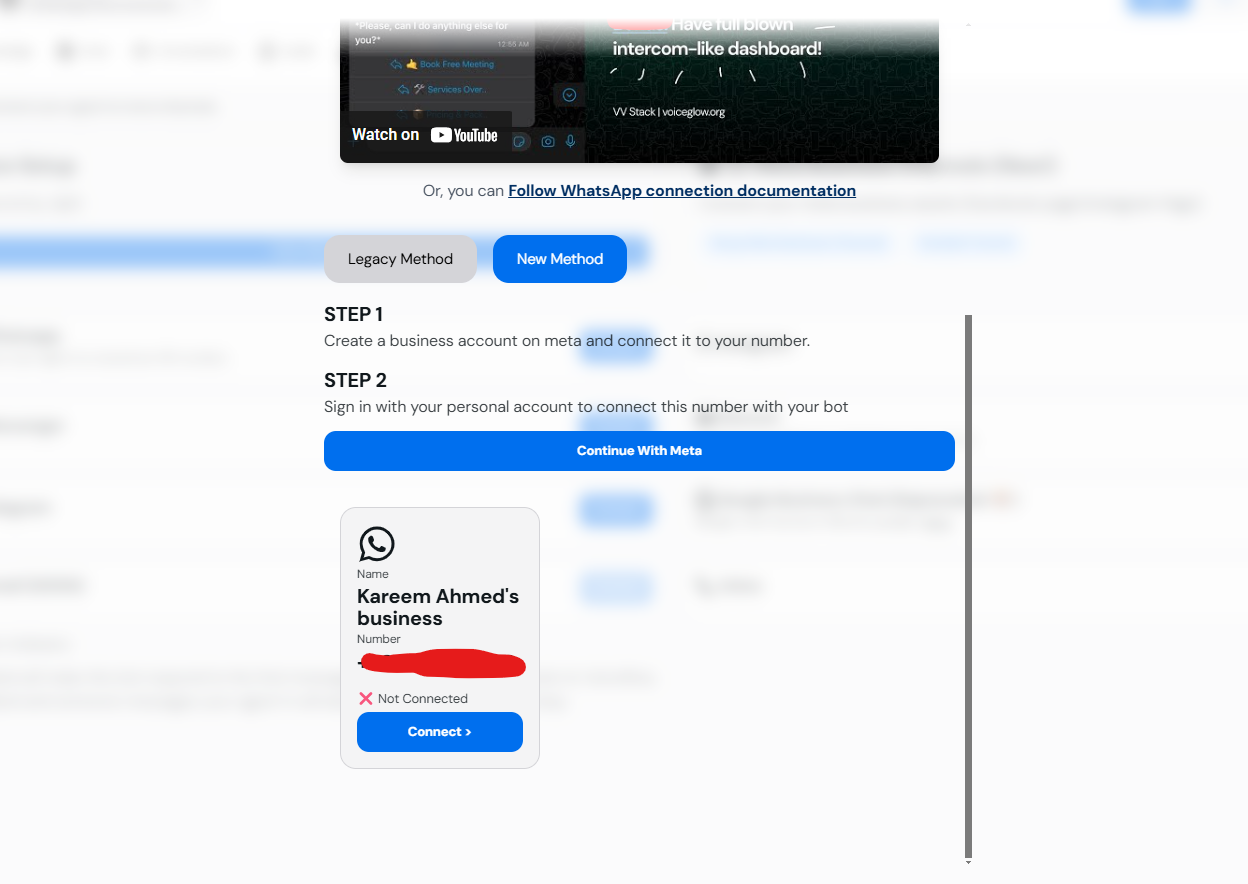 "Please, can I do anything else for
you?"
12:55 AM
Book Free Meeting
Services Over..
Have full blown
intercom-like dashboard!
VV Stack | voiceglow.org
Watch on YouTube
Or, you can Follow WhatsApp connection documentation
Legacy Method
New Method
STEP 1
Create a business account on meta and connect it to your number.
STEP 2
Sign in with your personal account to connect this number with your bot
Continue With Meta
Name
Kareem Ahmed's
business
Number
Not Connected
Connect >